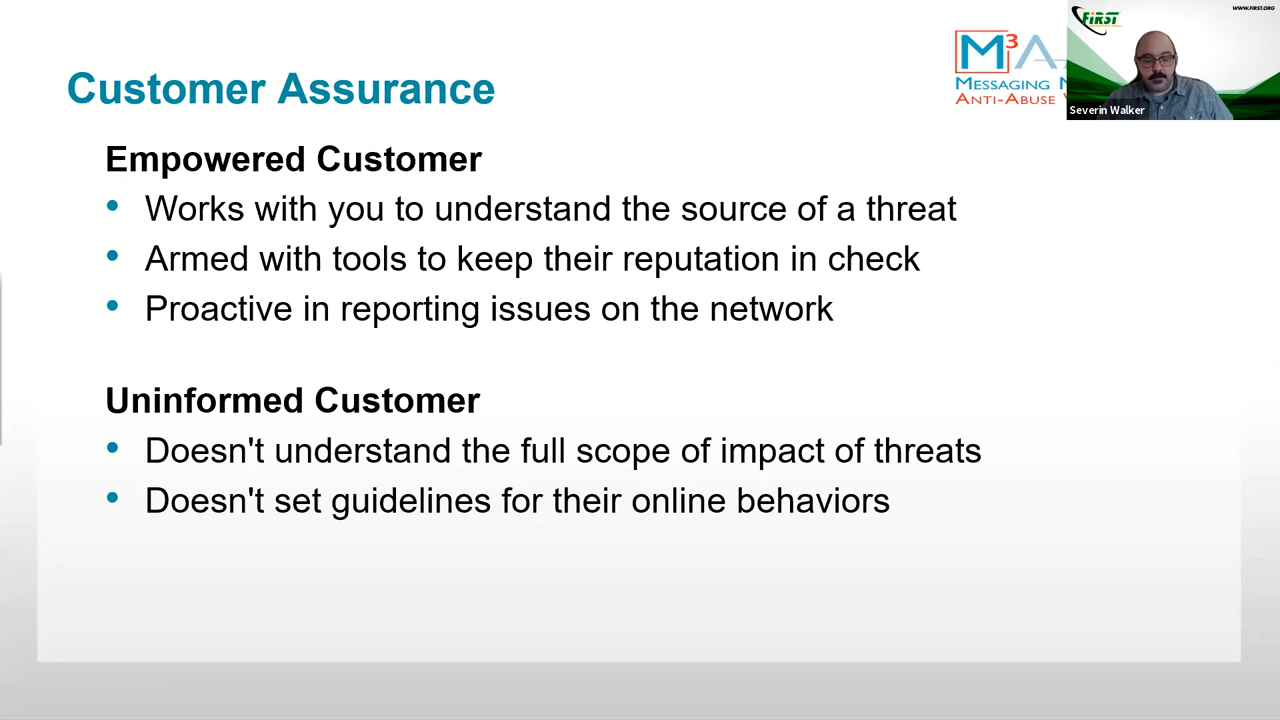 Customer Assurance
M3A
MESSAGING
ANTI-ABUSE
FiRST
WWW.FIRST.ORG
Severin Walker
Empowered Customer
• Works with you to understand the source of a threat
• Armed with tools to keep their reputation in check
• Proactive in reporting issues on the network
Uninformed Customer
• Doesn't understand the full scope of impact of threats
• Doesn't set guidelines for their online behaviors